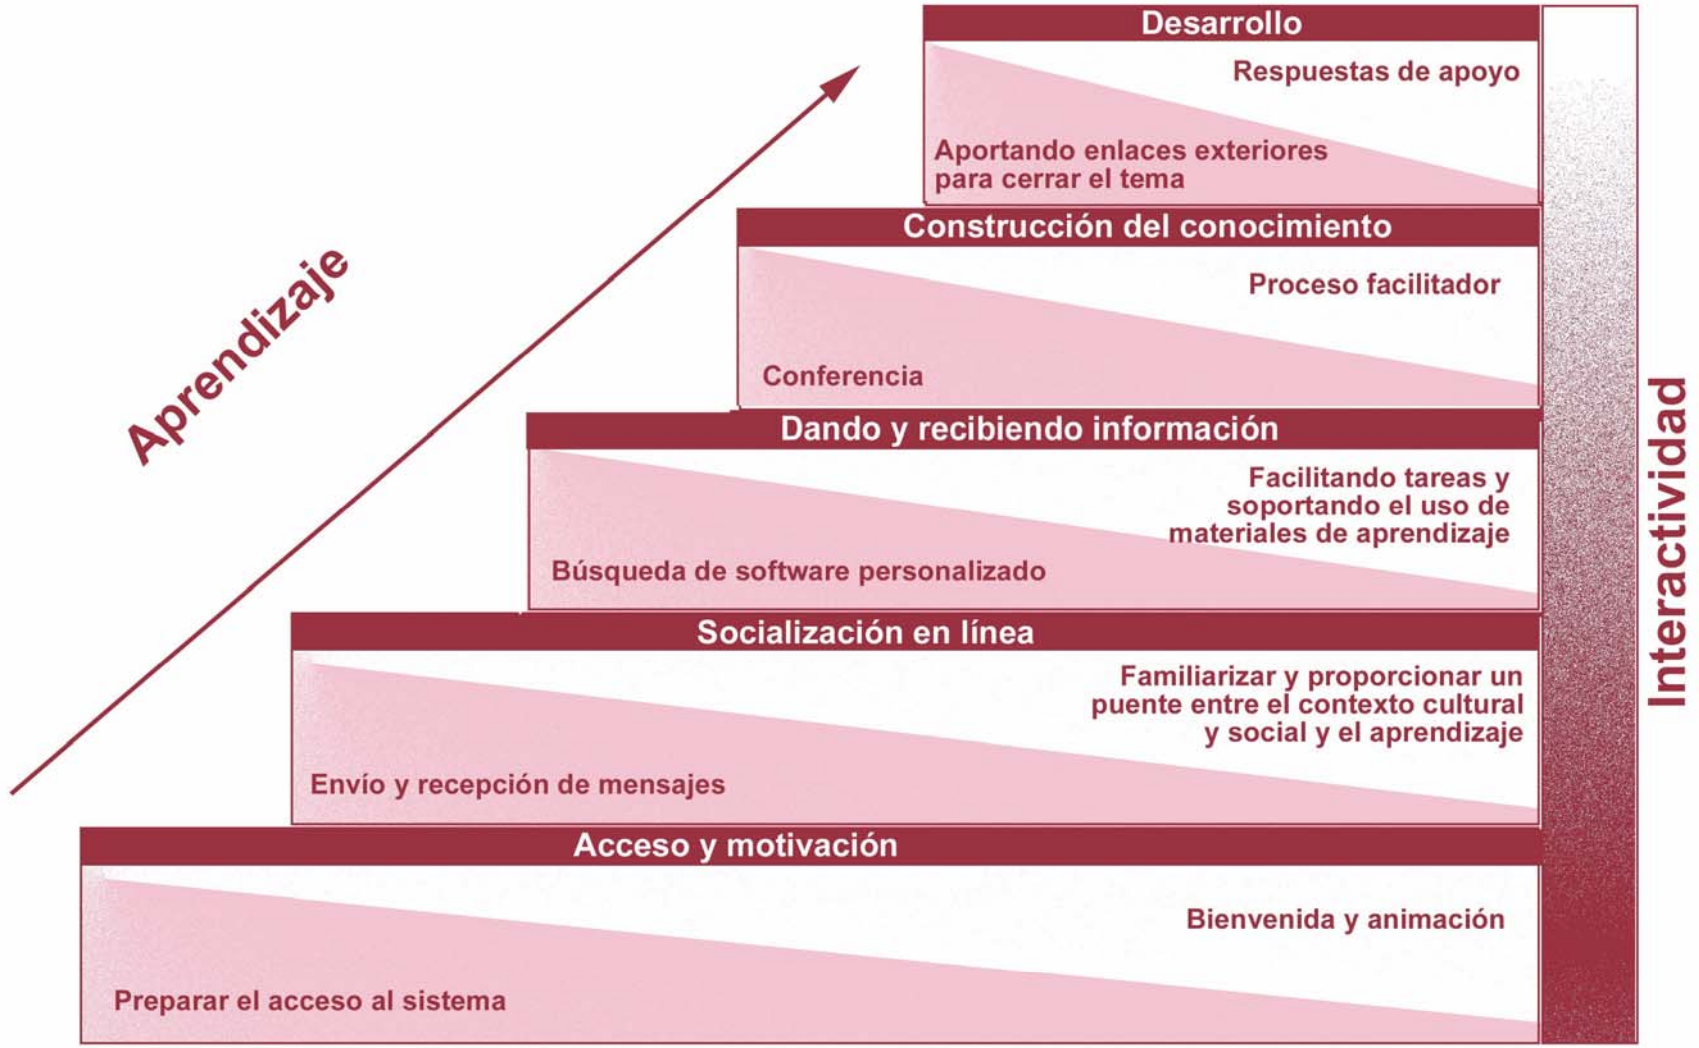 Desarrollo
Respuestas de apoyo
Aportando enlaces exteriores
para cerrar el tema
Construcción del conocimiento
Proceso facilitador
Conferencia
Dando y recibiendo información
Facilitando tareas y
soportando el uso de
materiales de aprendizaje
Búsqueda de software personalizado
Socialización en línea
Familiarizar y proporcionar un
puente entre el contexto cultural
y social y el aprendizaje
Envío y recepción de mensajes
Acceso y motivación
Bienvenida y animación
Preparar el acceso al sistema
Aprendizaje
Interactividad